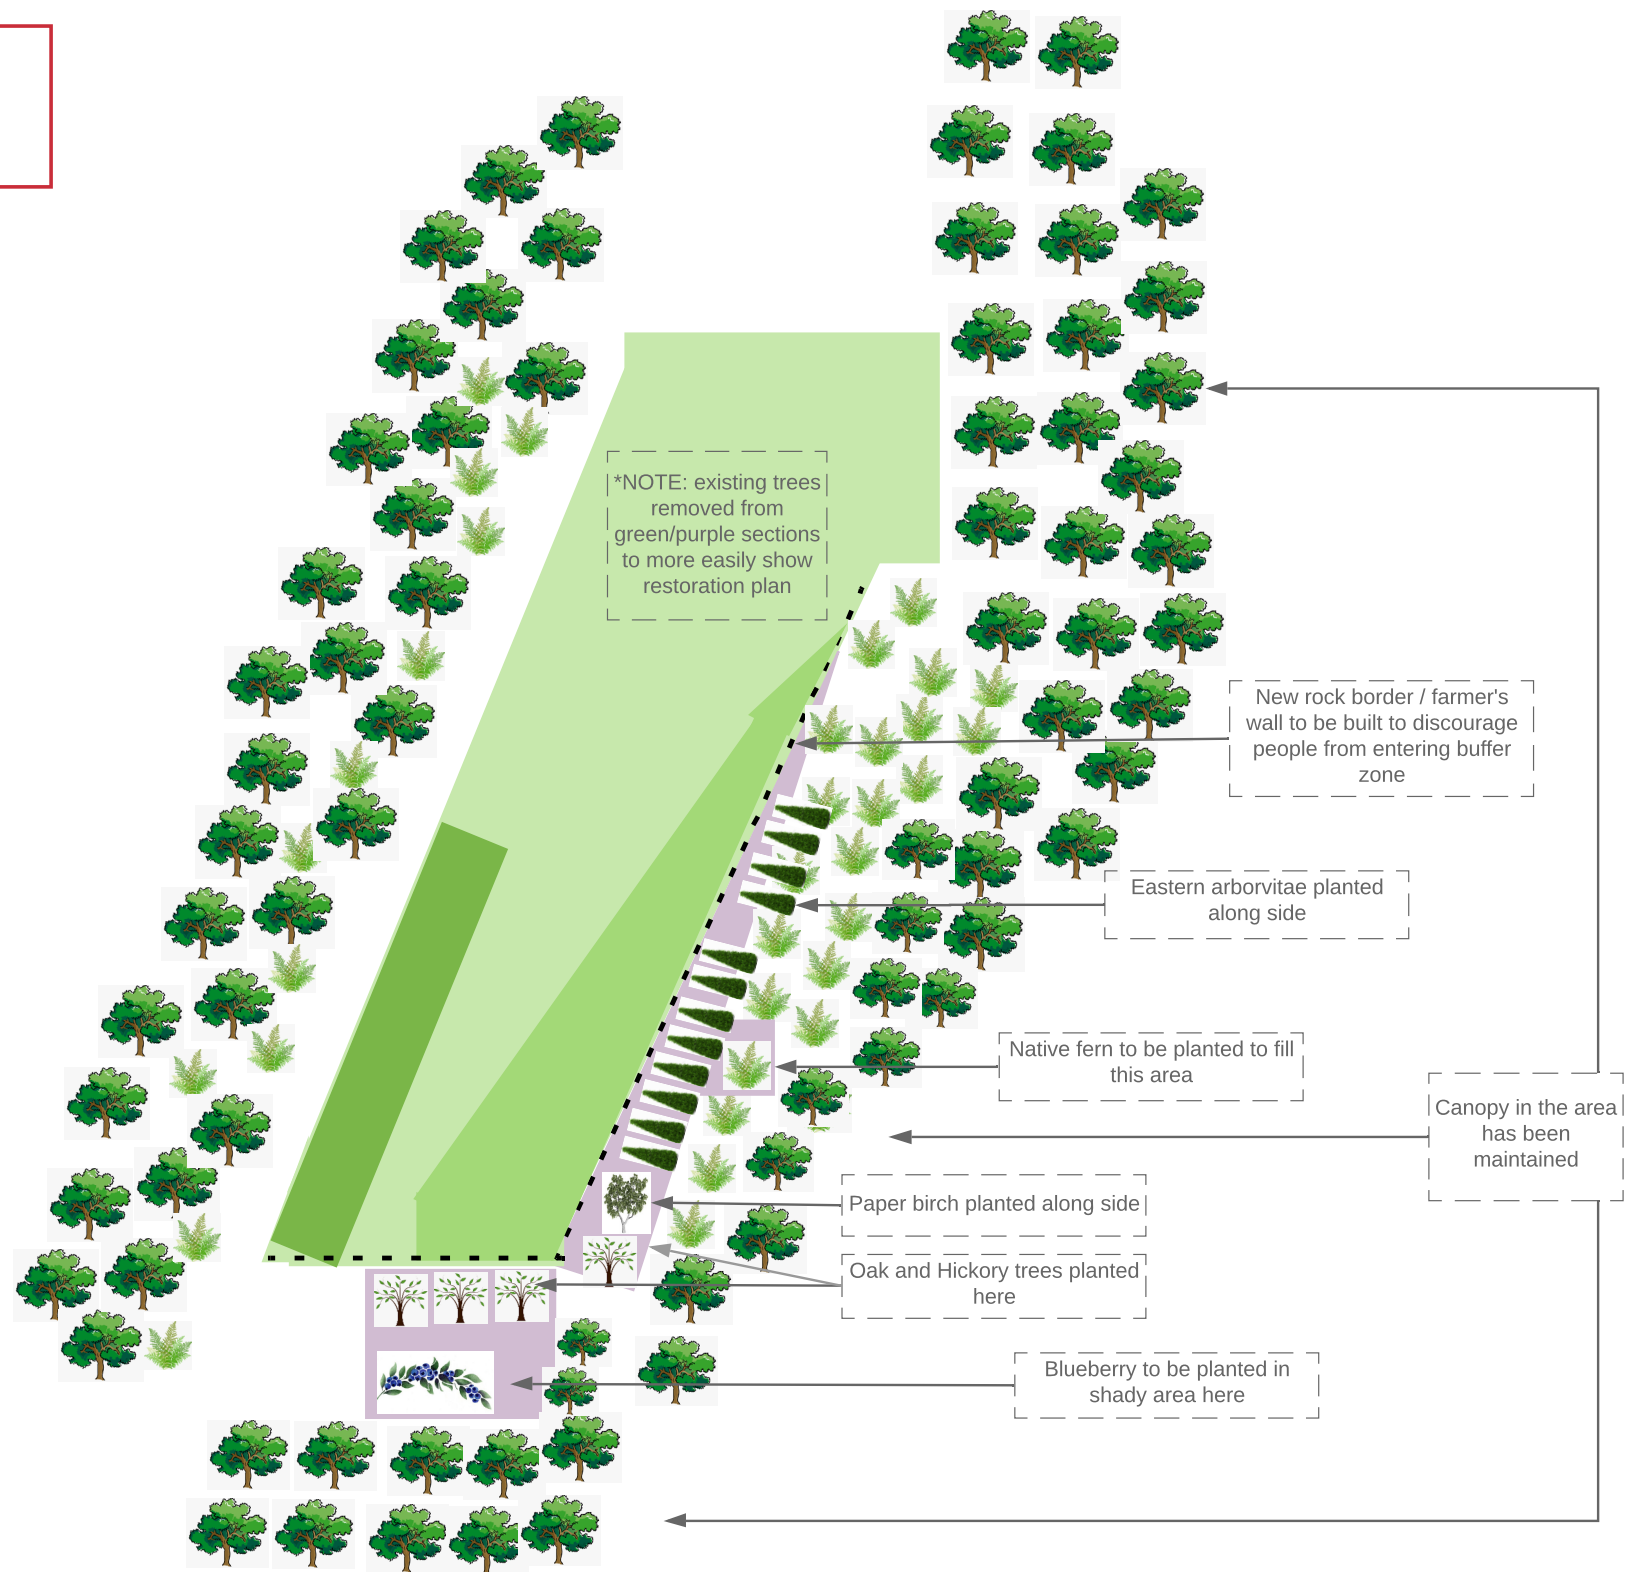 *NOTE: existing trees
removed from
green/purple sections
to more easily show
restoration plan
New rock border / farmer's
wall to be built to discourage
people from entering buffer
zone
Eastern arborvitae planted
along side
Native fern to be planted to fill
this area
Canopy in the area
has been
maintained
Paper birch planted along side
Oak and Hickory trees planted
here
Blueberry to be planted in
shady area here